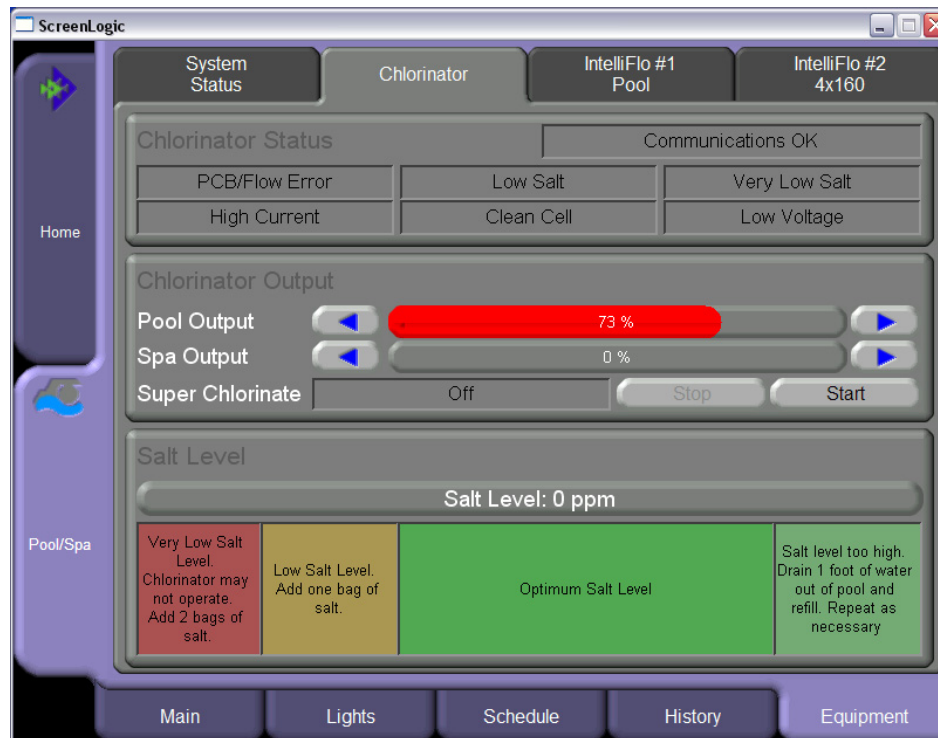 ScreenLogic
System
Status
Chlorinator
IntelliFlo #1
Pool
IntelliFlo #2
4x160
Home
Pool/Spa
Chlorinator Status
Communications OK
PCB/Flow Error
Low Salt
Very Low Salt
High Current
Clean Cell
Low Voltage
Chlorinator Output
Pool Output
73 %
Spa Output
0 %
Super Chlorinate
Off
Stop
Start
Salt Level
Salt Level: 0 ppm
Very Low Salt
Level.
Chlorinator may
not operate.
Add 2 bags of
salt.
Low Salt Level.
Add one bag of
salt.
Optimum Salt Level
Salt level too high.
Drain 1 foot of water
out of pool and
refill. Repeat as
necessary
Main
Lights
Schedule
History
Equipment